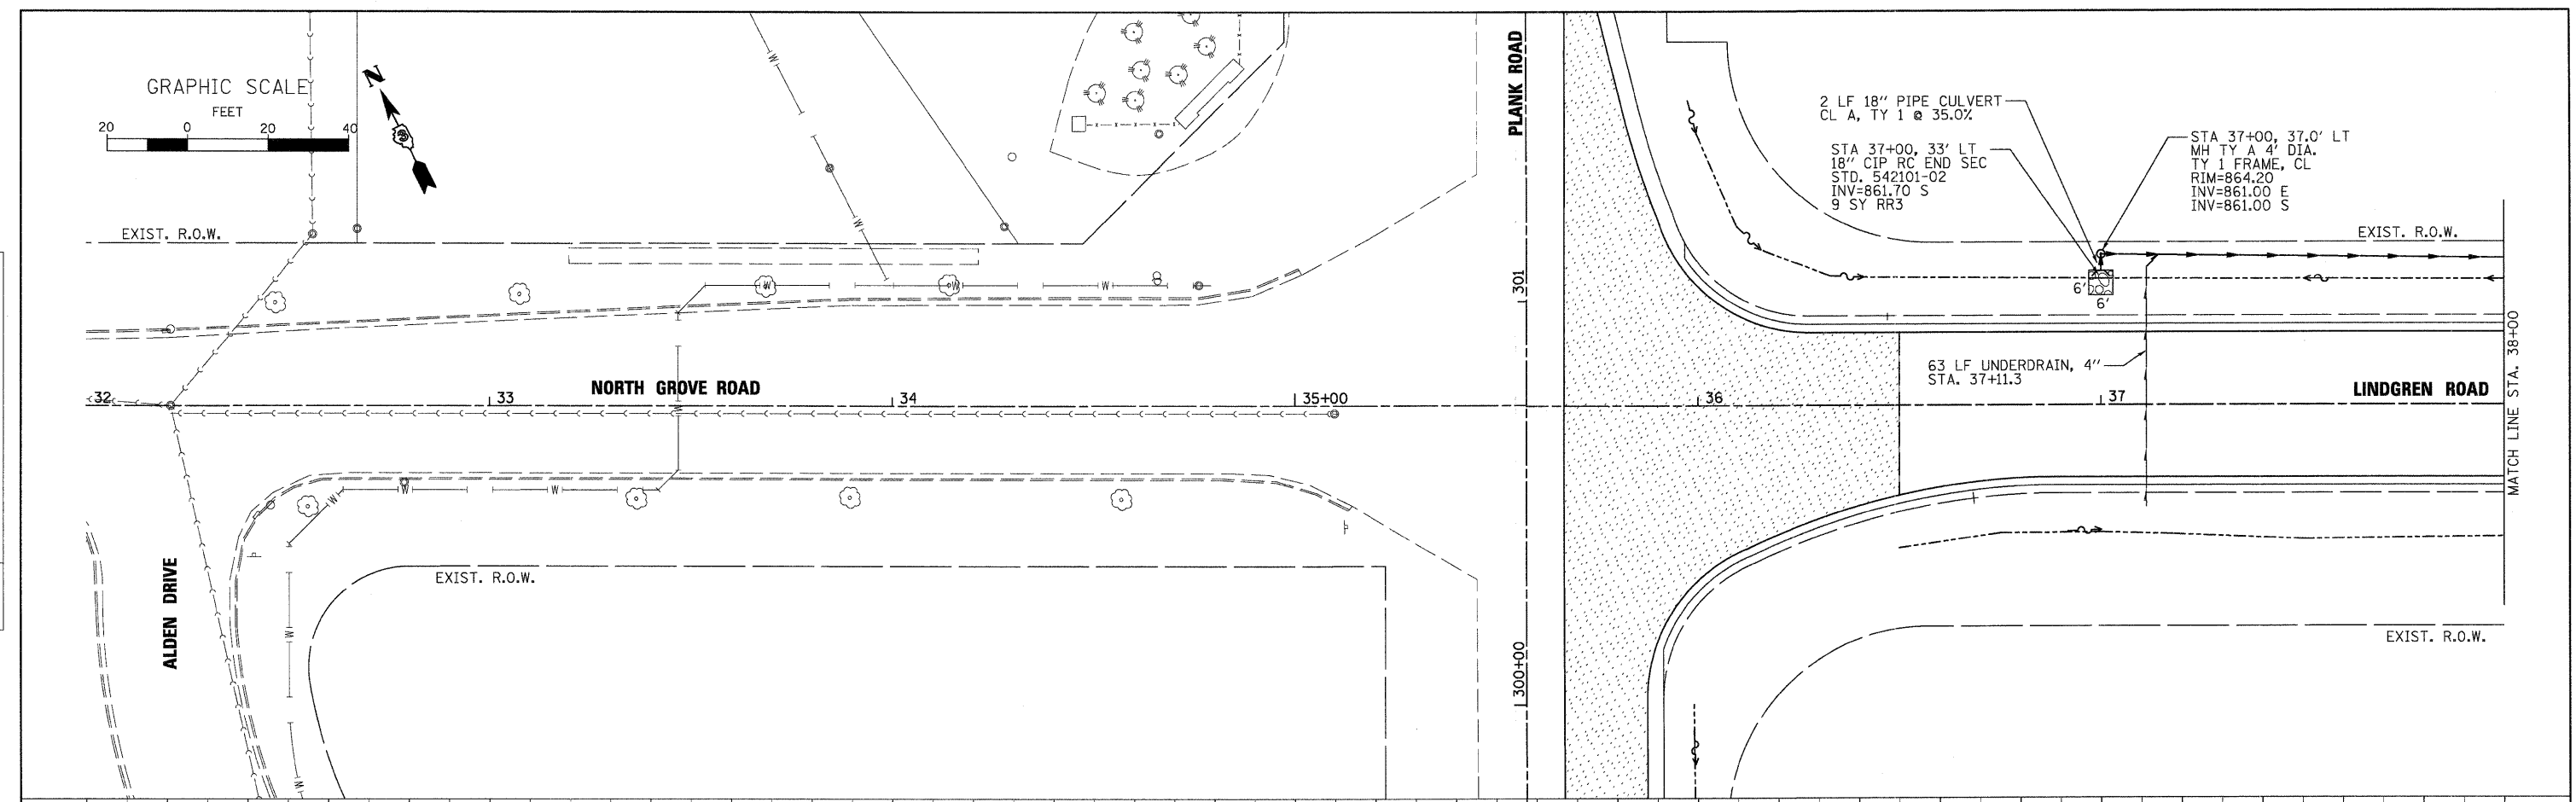 GRAPHIC SCALE
FEET
20 0 20 40
N
EXIST. R.O.W.
W
W
PLANK ROAD
2 LF 18" PIPE CULVERT
CL A, TY 1 @ 35.0%
STA 37+00, 33' LT
18" CIP RC END SEC
STD. 542101-02
INV=861.70 S
9 SY RR3
STA 37+00, 37.0' LT
MH TY A 4' DIA.
TY 1 FRAME, CL
RIM=864.20
INV=861.00 E
INV=861.00 S
EXIST. R.O.W.
W
W
W
W
301
6'
6'
63 LF UNDERDRAIN, 4"
STA. 37+11.3
MATCH LINE STA. 38+00
32
33
NORTH GROVE ROAD
W
34
35+00
36
37
LINDGREN ROAD
W
W
W
ALDEN DRIVE
EXIST. R.O.W.
W
W
300+00
EXIST. R.O.W.